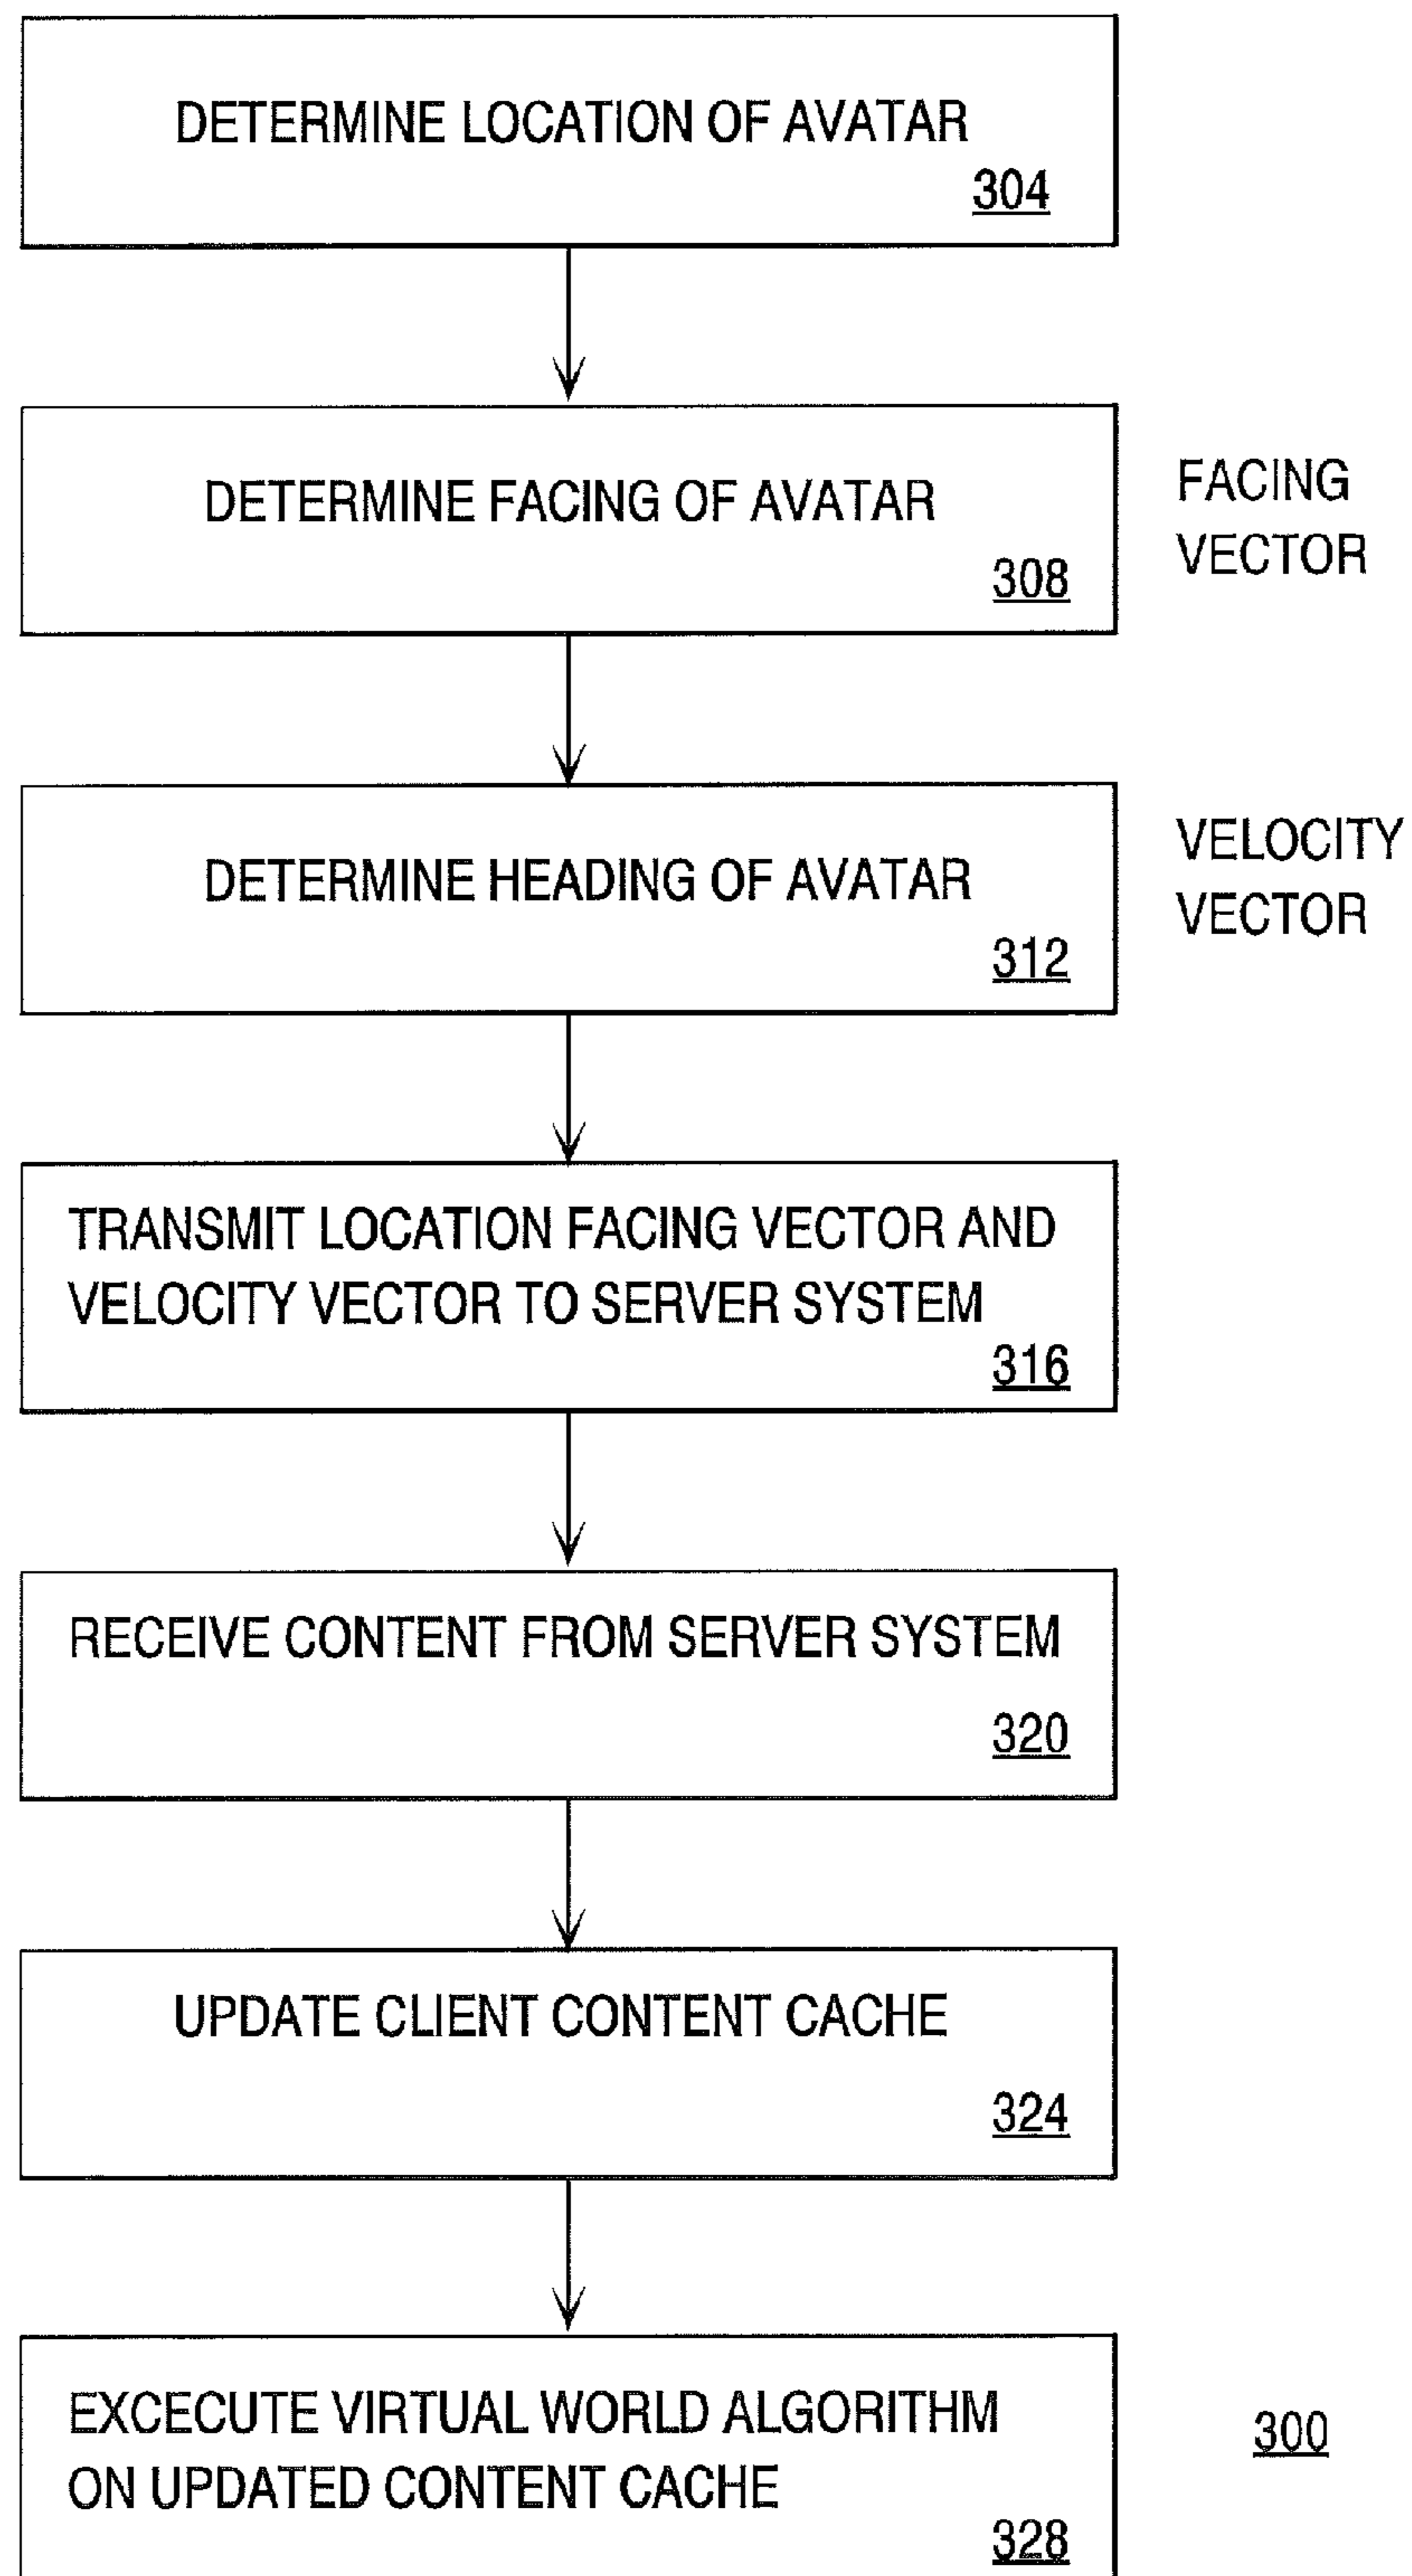 DETERMINE LOCATION OF AVATAR
304
DETERMINE FACING OF AVATAR
308
FACING
VECTOR
DETERMINE HEADING OF AVATAR
312
VELOCITY
VECTOR
TRANSMIT LOCATION FACING VECTOR AND
VELOCITY VECTOR TO SERVER SYSTEM
316
RECEIVE CONTENT FROM SERVER SYSTEM
320
UPDATE CLIENT CONTENT CACHE
324
EXCECUTE VIRTUAL WORLD ALGORITHM
ON UPDATED CONTENT CACHE
328
300